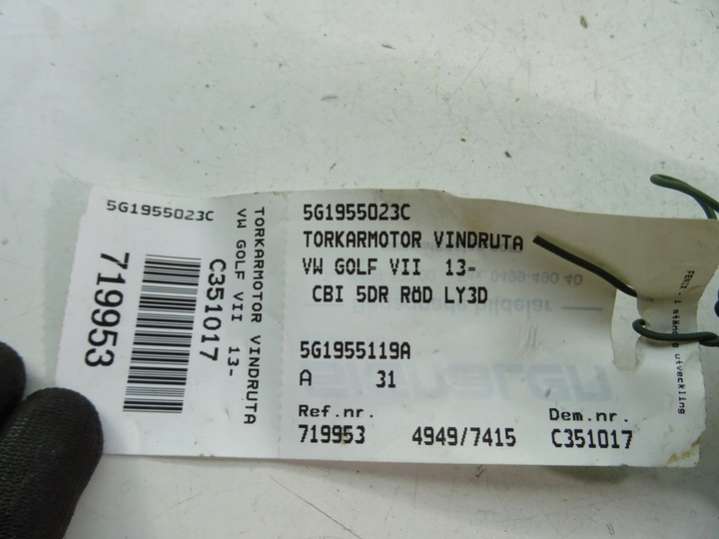 5G1955023C
TORKARMOTOR VINDRUTA
VW GOLF VII 13-
C351017
719953
5G1955023C
TORKARMOTOR VINDRUTA
VW GOLF VII 13-
CBI 5DR RÖD LY3D
5G1955119A
A 31
Ref.nr. Dem.nr.
719953 4949/7415 C351017
utveckling